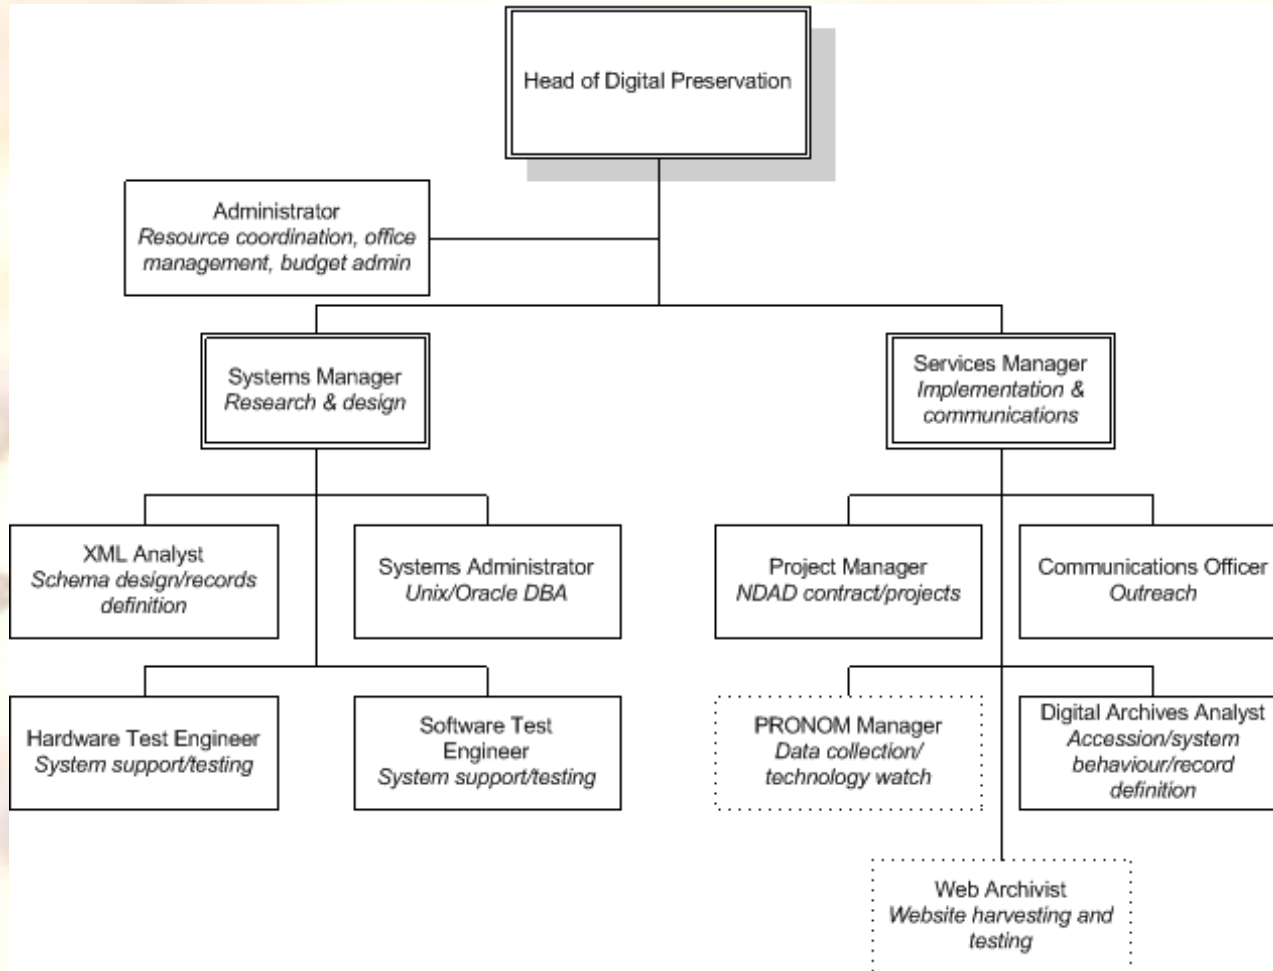 Head of Digital Preservation
Administrator
Resource coordination, office
management, budget admin
Systems Manager
Research & design
Services Manager
Implementation &
communications
XML Analyst
Schema design/records
definition
Systems Administrator
Unix/Oracle DBA
Project Manager
NDAD contract/projects
Communications Officer
Outreach
Hardware Test Engineer
System support/testing
Software Test
Engineer
System support/testing
PRONOM Manager
Data collection/
technology watch
Digital Archives Analyst
Accession/system
behaviour/record
definition
Web Archivist
Website harvesting and
testing